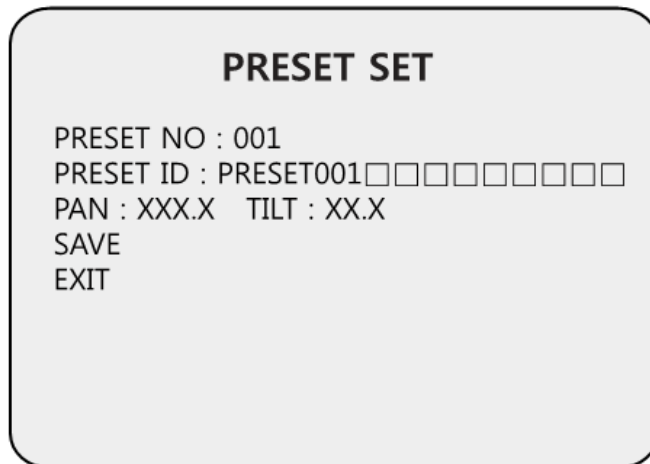 PRESET SET
PRESET NO : 001
PRESET ID : PRESET001□□□□□□□□□
PAN : XXX.X TILT : XX.X
SAVE
EXIT